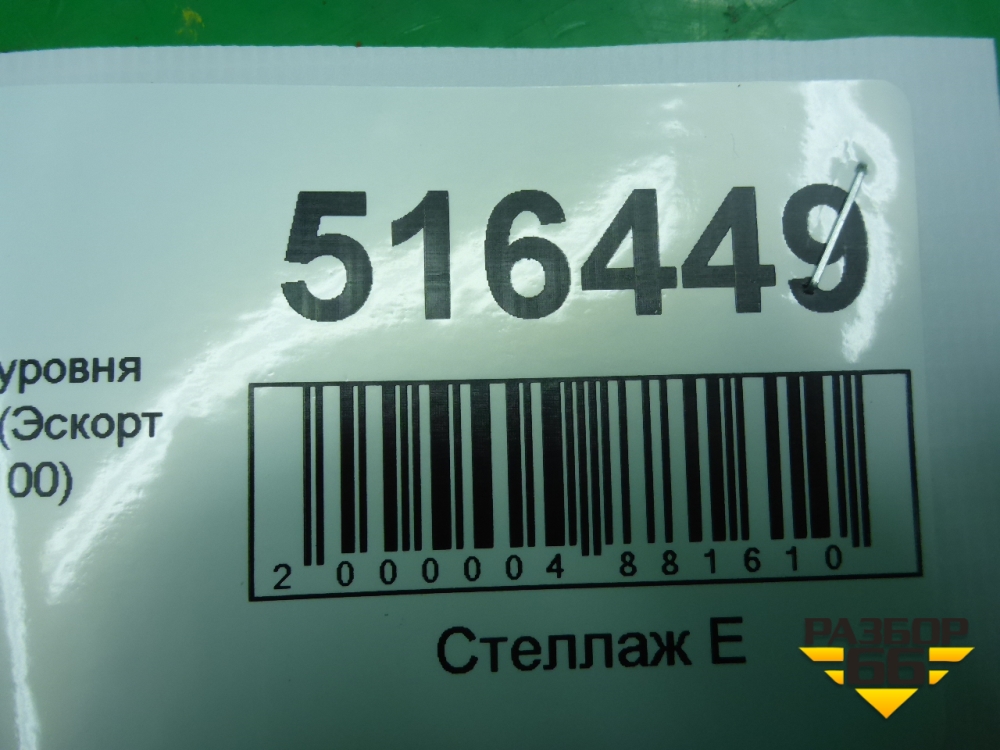 516449
уровня
(Эскорт
00)
2 000004 881610
Стеллаж Е
РАЗБОР
66